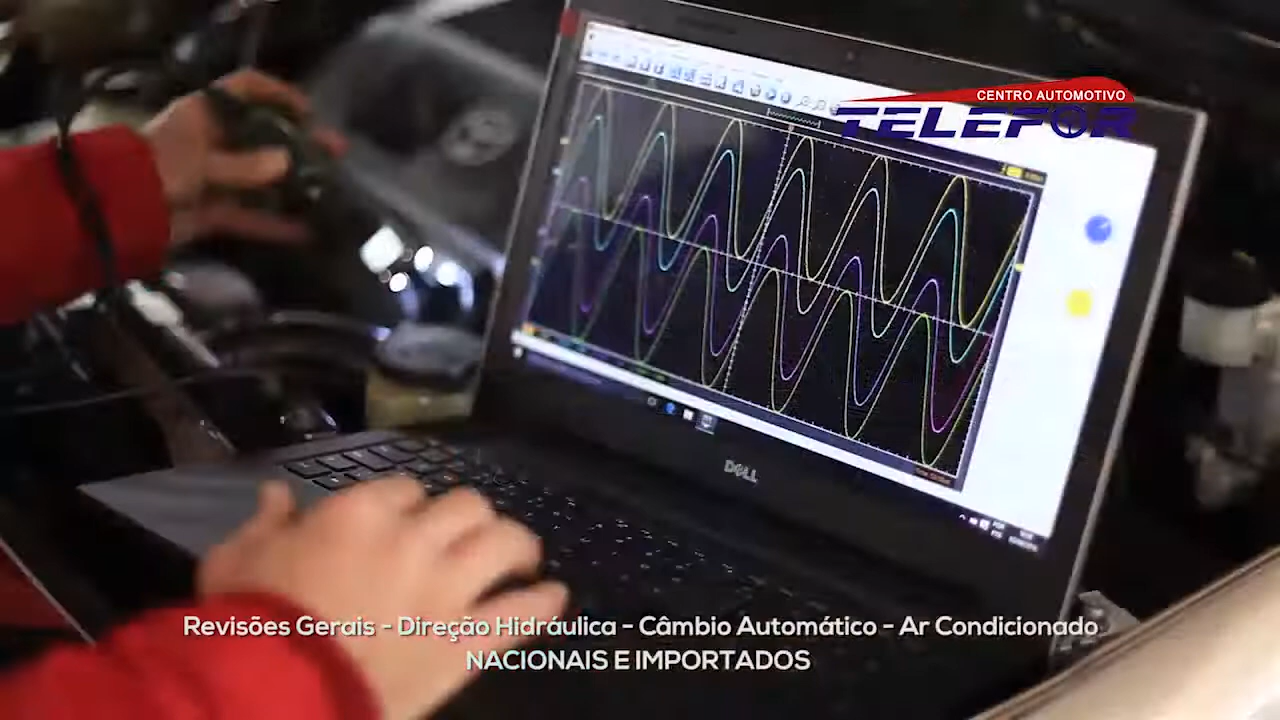 CENTRO AUTOMOTIVO
TELEFOR
DELL
Revisões Gerais - Direção Hidráulica - Câmbio Automático - Ar Condicionado
NACIONAIS E IMPORTADOS